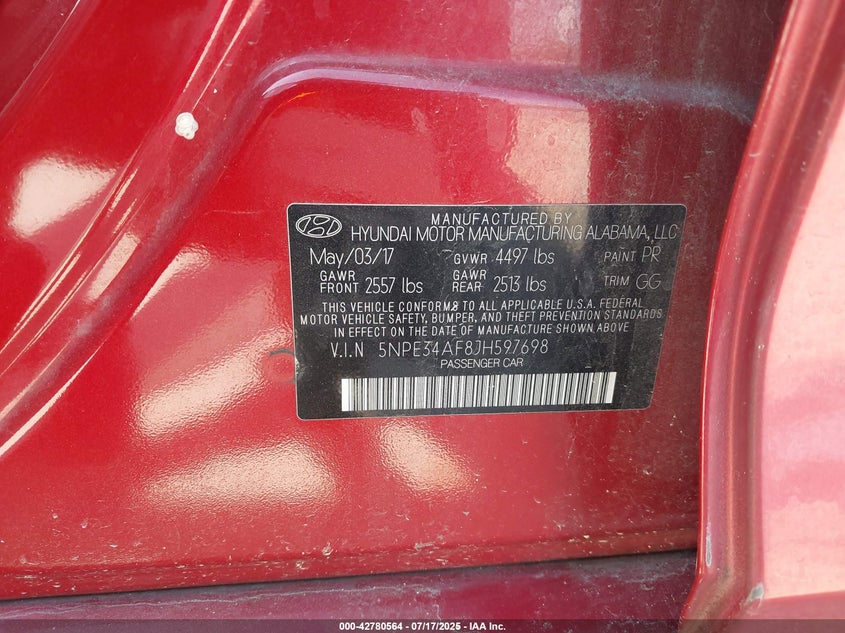 MANUFACTURED BY
HYUNDAI MOTOR MANUFACTURING ALABAMA, LLC
May/03/17 GVWR 4497 lbs PAINT PR
GAWR FRONT 2557 lbs GAWR REAR 2513 lbs TRIM GG
THIS VEHICLE CONFORMS TO ALL APPLICABLE U.S.A. FEDERAL
MOTOR VEHICLE SAFETY, BUMPER, AND THEFT PREVENTION STANDARDS
IN EFFECT ON THE DATE OF MANUFACTURE SHOWN ABOVE
V.I.N 5NPE34AF8JH597698
PASSENGER CAR
000-42780564 - 07/17/2025 - IAA Inc.